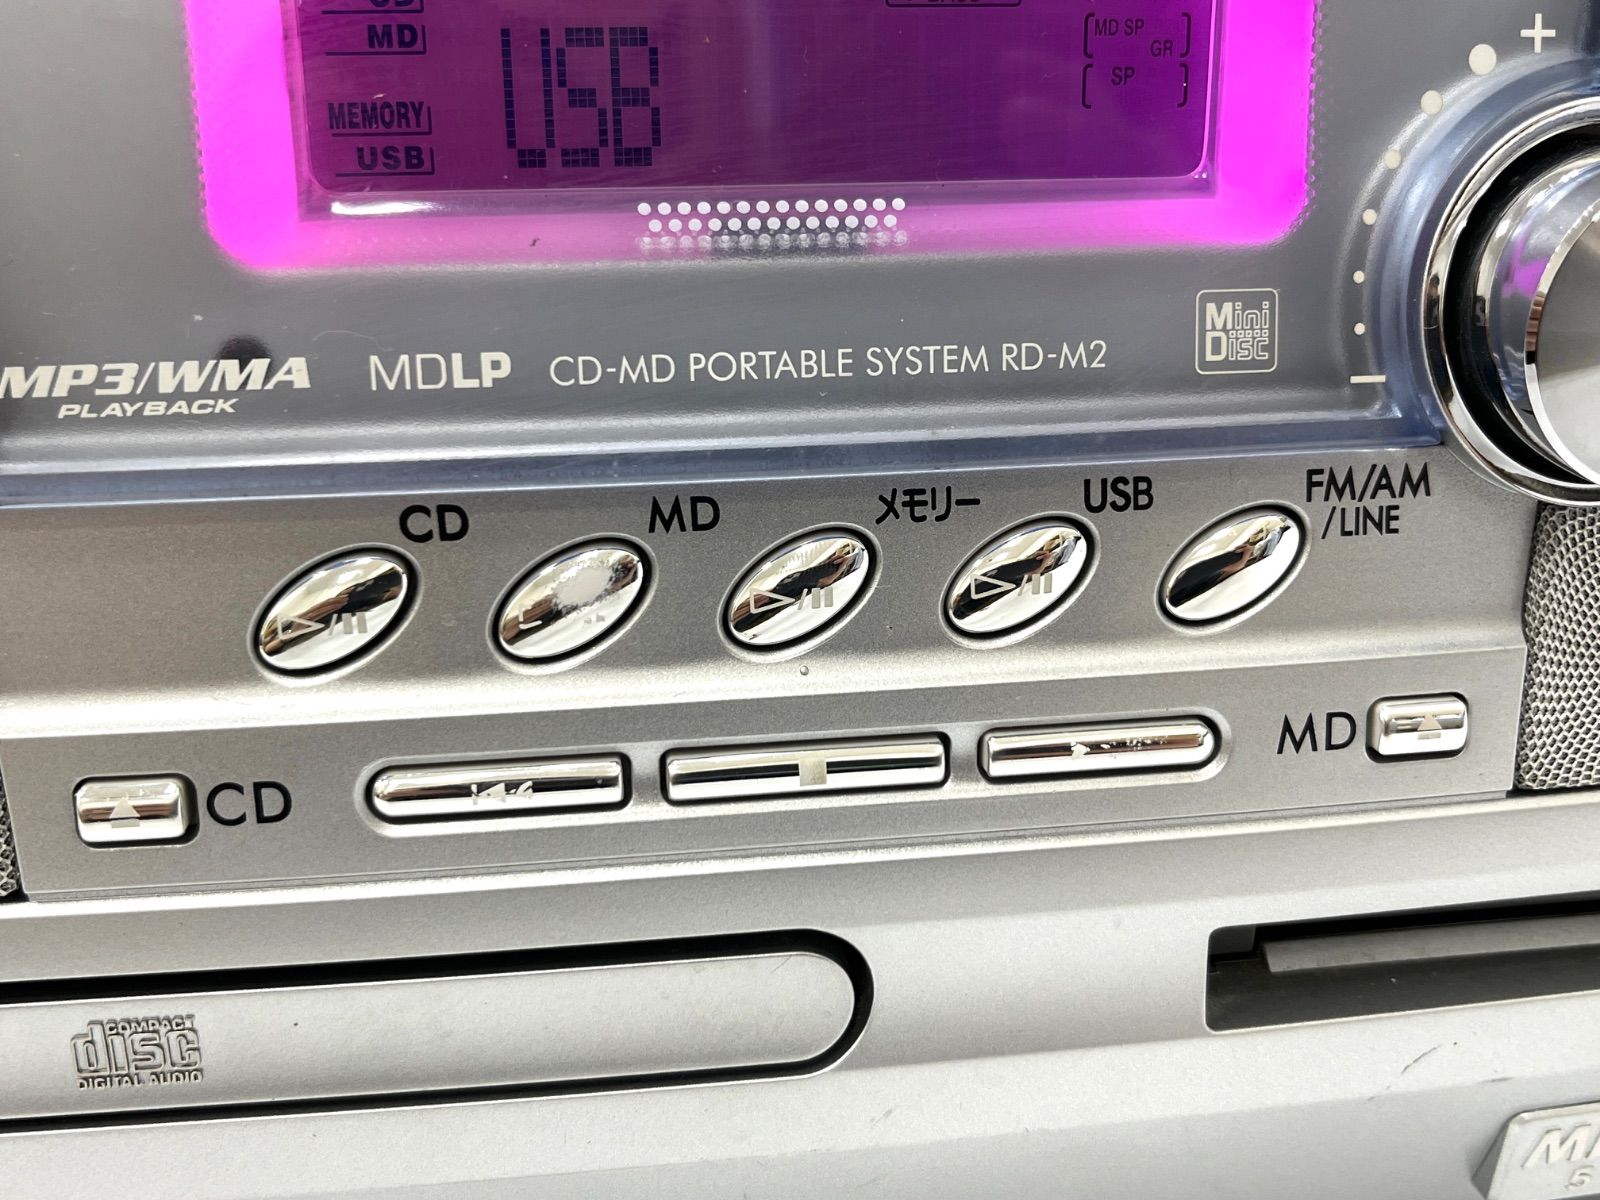 MD
MEMORY
USB
USB
MD SP
GR
SP
MP3/WMA
PLAYBACK
MDLP
CD-MD PORTABLE SYSTEM RD-M2
Mini
Disc
CD
MD
メモリー
USB
FM/AM
/LINE
CD
MD
COMPACT
disc
DIGITAL AUDIO